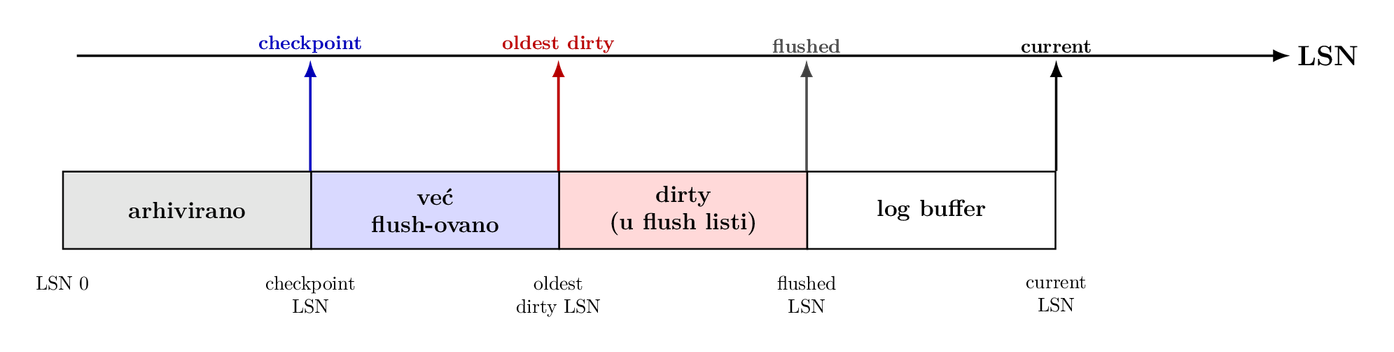 checkpoint
oldest dirty
flushed
current
LSN
arhivirano
već
flush-ovano
dirty
(u flush listi)
log buffer
LSN 0
checkpoint
LSN
oldest
dirty LSN
flushed
LSN
current
LSN